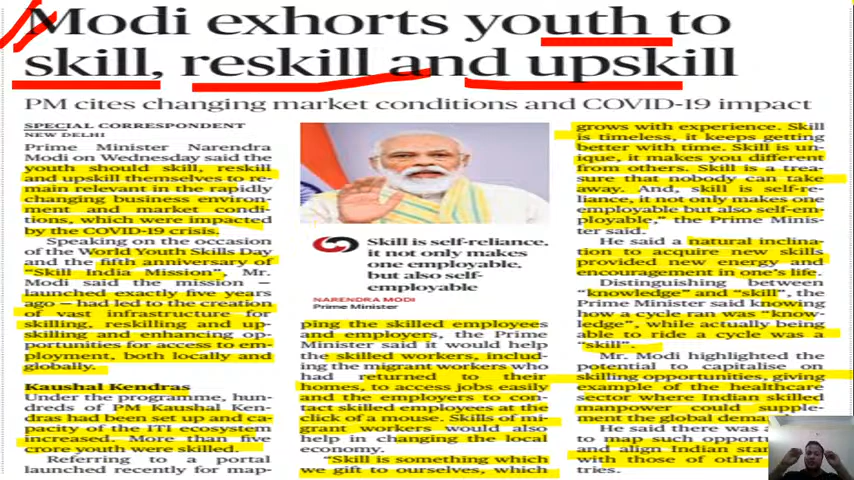 Modi exhorts youth to
skill, reskill and upskill
PM cites changing market conditions and COVID-19 impact
SPECIAL CORRESPONDENT
NEW DELHI
Prime Minister Narendra
Modi on Wednesday said the
youth should skill, reskill
and upskill themselves to re-
main relevant in the rapidly
changing business environ-
ment and market condi-
tions, which were impacted
by the COVID-19 crisis.
Speaking on the occasion
of the World Youth Skills Day
and the fifth anniversary of
"Skill India Mission", Mr.
Modi said the mission –
launched exactly five years
ago – had led to the creation
of vast infrastructure for
skilling, reskilling and up-
skilling and enhancing op-
portunities for access to em-
ployment, both locally and
globally.
Kaushal Kendras
Under the programme, hun-
dreds of PM Kaushal Ken-
dras had been set up and ca-
pacity of the ITI ecosystem
increased. More than five
crore youth were skilled.
Referring to a portal
launched recently for map-
Skill is self-reliance,
it not only makes
one employable,
but also self-
employable
NARENDRA MODI
Prime Minister
ping the skilled employees
and employers, the Prime
Minister said it would help
the skilled workers, includ-
ing the migrant workers who
had returned to their
homes, to access jobs easily
and the employers to con-
tact skilled employees at the
click of a mouse. Skills of mi-
grant workers would also
help in changing the local
economy.
"Skill is something which
we gift to ourselves, which
grows with experience. Skill
is timeless, it keeps getting
better with time. Skill is un-
ique, it makes you different
from others. Skill is a trea-
sure that nobody can take
away. And, skill is self-re-
liance, it not only makes one
employable but also self-em-
ployable," the Prime Minis-
ter said.
He said a natural inclina-
tion to acquire new skills
provided new energy and
encouragement in one's life.
Distinguishing between
"knowledge" and "skill", the
Prime Minister said knowing
how a cycle ran was "know-
ledge", while actually being
able to ride a cycle was a
"skill".
Mr. Modi highlighted the
potential to capitalise on
skilling opportunities, giving
example of the healthcare
sector where Indian skilled
manpower could supple-
ment the global
He said there was
to map such
and align Indian
with those of other
tries.